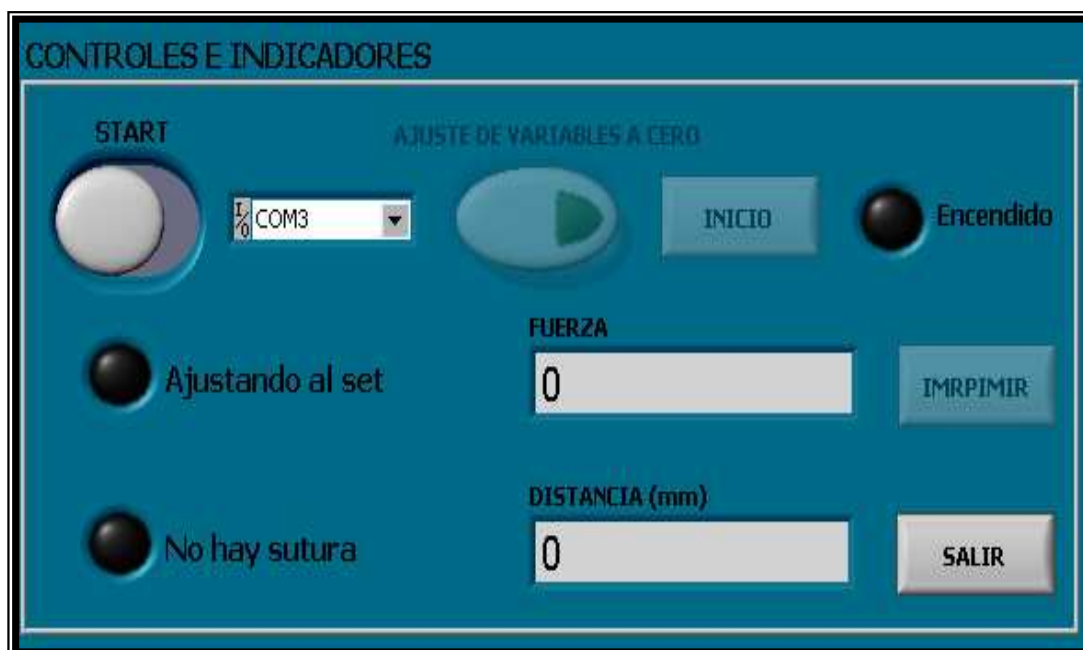 CONTROLES E INDICADORES
START
AJUSTE DE VARIABLES A CERO
I/O COM3
INICIO
Encendido
FUERZA
Ajustando al set
0
IMRPIMIR
DISTANCIA (mm)
No hay sutura
0
SALIR